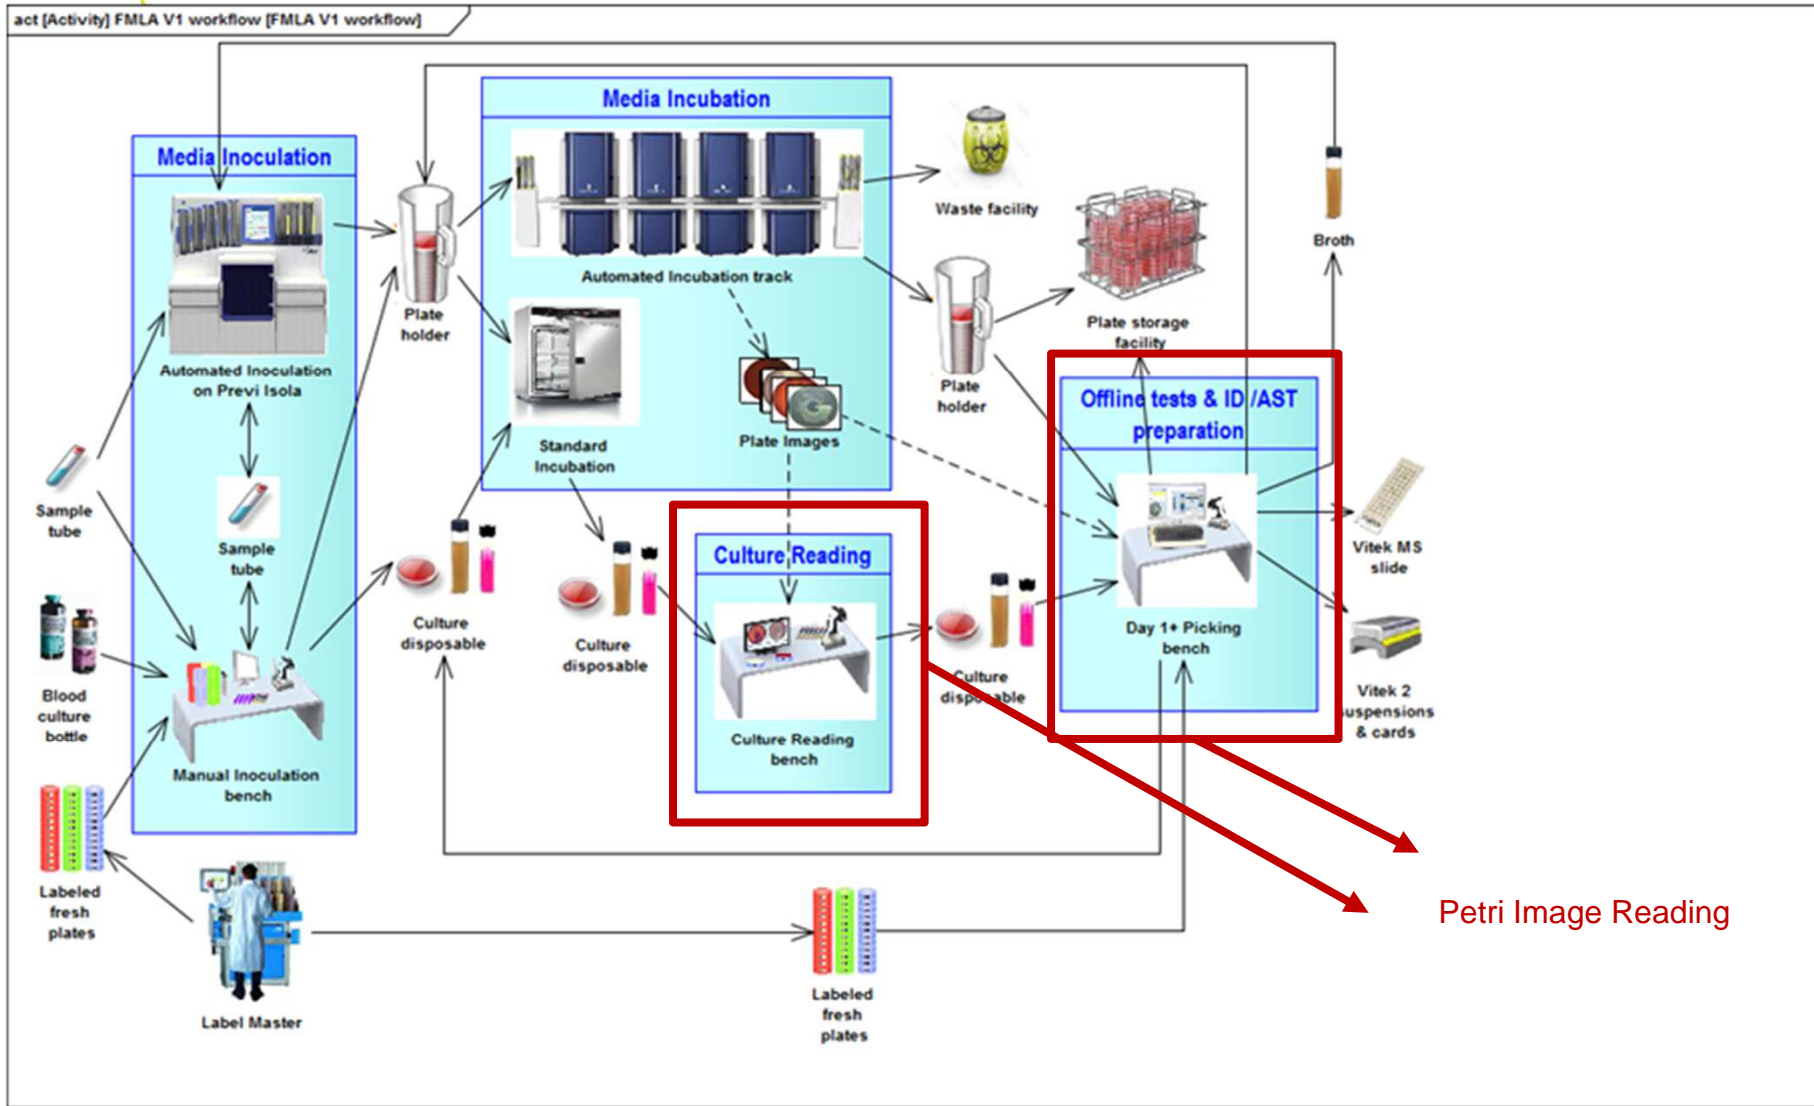 act [Activity] FMLA V1 workflow [FMLA V1 workflow]
Media Inoculation
Automated Inoculation
on Previ Isola
Sample
tube
Sample
tube
Blood
culture
bottle
Manual Inoculation
bench
Labeled
fresh
plates
Label Master
Plate
holder
Culture
disposable
Media Incubation
Automated Incubation track
Standard
Incubation
Plate Images
Culture
disposable
Culture Reading
Culture Reading
bench
Waste facility
Plate storage
facility
Plate
holder
Culture
disposable
Broth
Offline tests & ID /AST
preparation
Day 1+ Picking
bench
Vitek MS
slide
Vitek 2
suspensions
& cards
Labeled
fresh
plates
Petri Image Reading